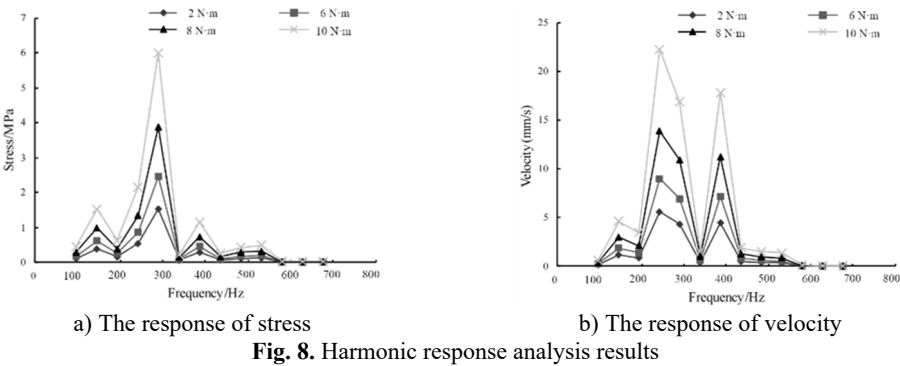 2 N·m 6 N·m
8 N·m 10 N·m
7
6
5
4
3
2
1
0
Stress/MPa
0 100 200 300 400 500 600 700 800
Frequency/Hz
2 N·m 6 N·m
8 N·m 10 N·m
25
20
15
10
5
0
Velocity (mm/s)
0 100 200 300 400 500 600 700 800
Frequency/Hz
a) The response of stress
b) The response of velocity
Fig. 8. Harmonic response analysis results